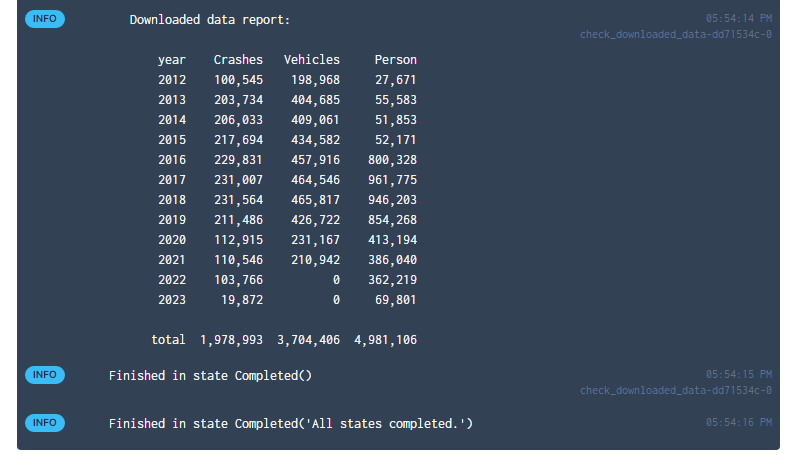 INFO Downloaded data report: 05:54:14 PM
check_downloaded_data-dd71534c-0
year Crashes Vehicles Person
2012 100,545 198,968 27,671
2013 203,734 404,685 55,583
2014 206,033 409,061 51,853
2015 217,694 434,582 52,171
2016 229,831 457,916 800,328
2017 231,007 464,546 961,775
2018 231,564 465,817 946,203
2019 211,486 426,722 854,268
2020 112,915 231,167 413,194
2021 110,546 210,942 386,040
2022 103,766 0 362,219
2023 19,872 0 69,801
total 1,978,993 3,704,406 4,981,106
INFO Finished in state Completed() 05:54:15 PM
check_downloaded_data-dd71534c-0
INFO Finished in state Completed('All states completed.') 05:54:16 PM